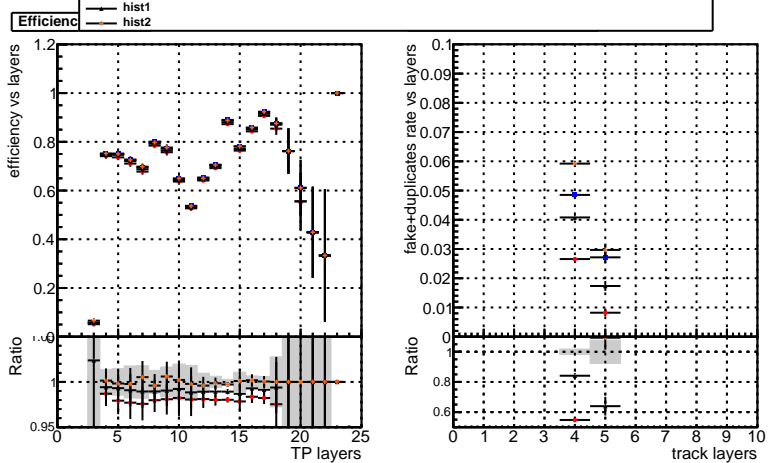 hist1
hist2
Efficienc
efficiency vs layers
1.2
1
0.8
0.6
0.4
0.2
0
Ratio
1
0.95
0 5 10 15 20 25
TP layers
fake+duplicates rate vs layers
0.1
0.09
0.08
0.07
0.06
0.05
0.04
0.03
0.02
0.01
0
Ratio
1
0.8
0.6
0 1 2 3 4 5 6 7 8 9 10
track layers